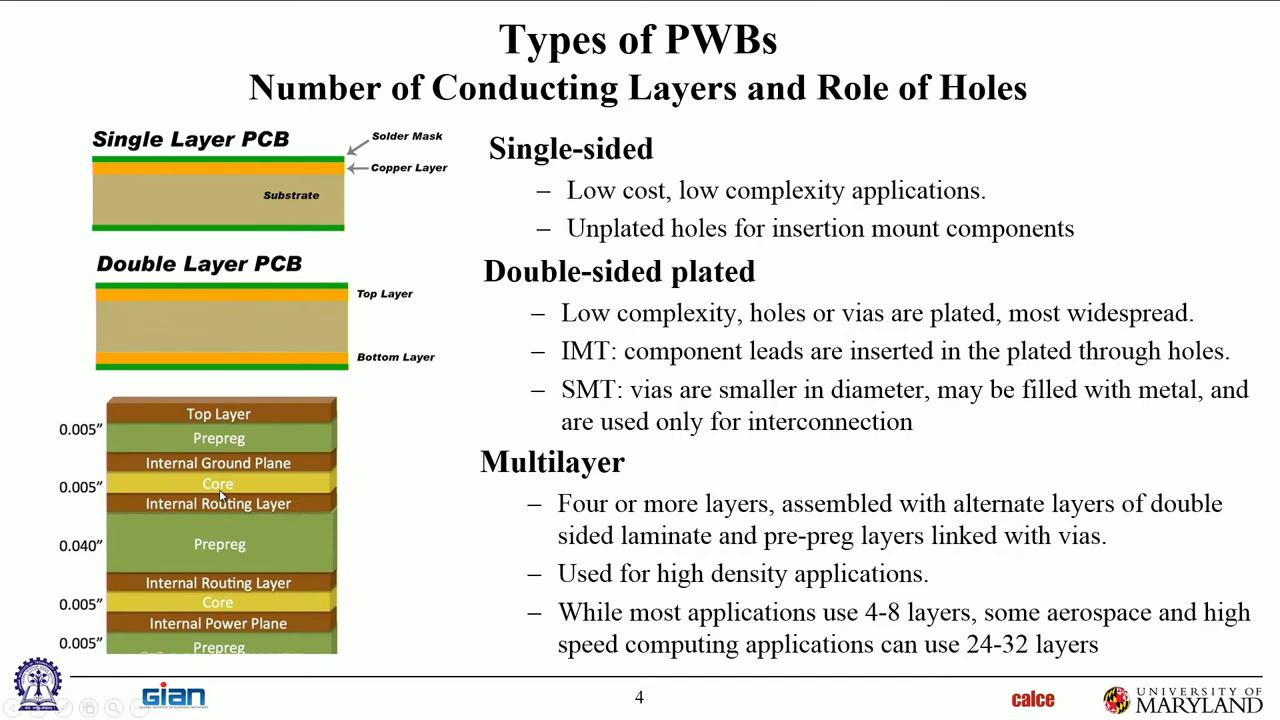 Types of PWBs
Number of Conducting Layers and Role of Holes
Single Layer PCB
Solder Mask
Copper Layer
Substrate
Double Layer PCB
Top Layer
Bottom Layer
Top Layer
0.005”
Prepreg
Internal Ground Plane
0.005”
Core
Internal Routing Layer
0.040”
Prepreg
Internal Routing Layer
0.005”
Core
Internal Power Plane
0.005”
Prepreg
Single-sided
– Low cost, low complexity applications.
– Unplated holes for insertion mount components
Double-sided plated
– Low complexity, holes or vias are plated, most widespread.
– IMT: component leads are inserted in the plated through holes.
– SMT: vias are smaller in diameter, may be filled with metal, and
are used only for interconnection
Multilayer
– Four or more layers, assembled with alternate layers of double
sided laminate and pre-preg layers linked with vias.
– Used for high density applications.
– While most applications use 4-8 layers, some aerospace and high
speed computing applications can use 24-32 layers
GIAN
4
calce
UNIVERSITY OF
MARYLAND